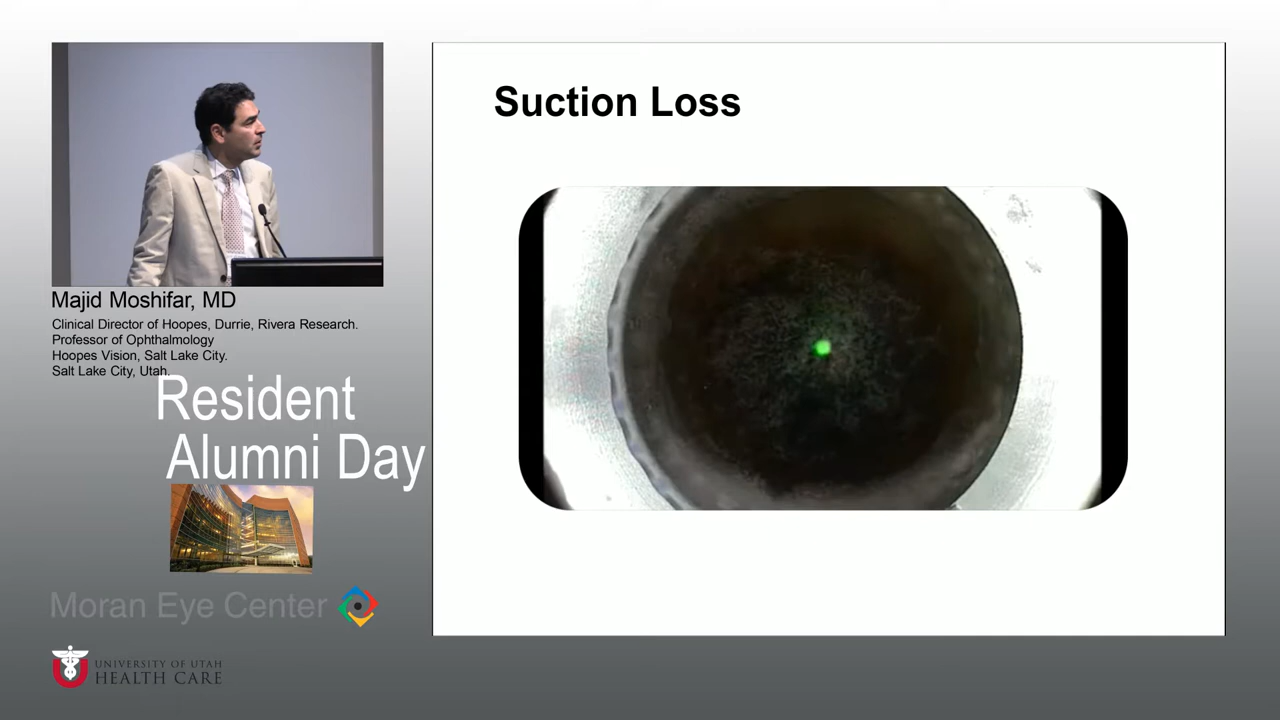 Suction Loss
Majid Moshifar, MD
Clinical Director of Hoopes, Durrie, Rivera Research.
Professor of Ophthalmology
Hoopes Vision, Salt Lake City.
Salt Lake City, Utah.
Resident
Alumni Day
Moran Eye Center
U
UNIVERSITY OF UTAH
HEALTH CARE